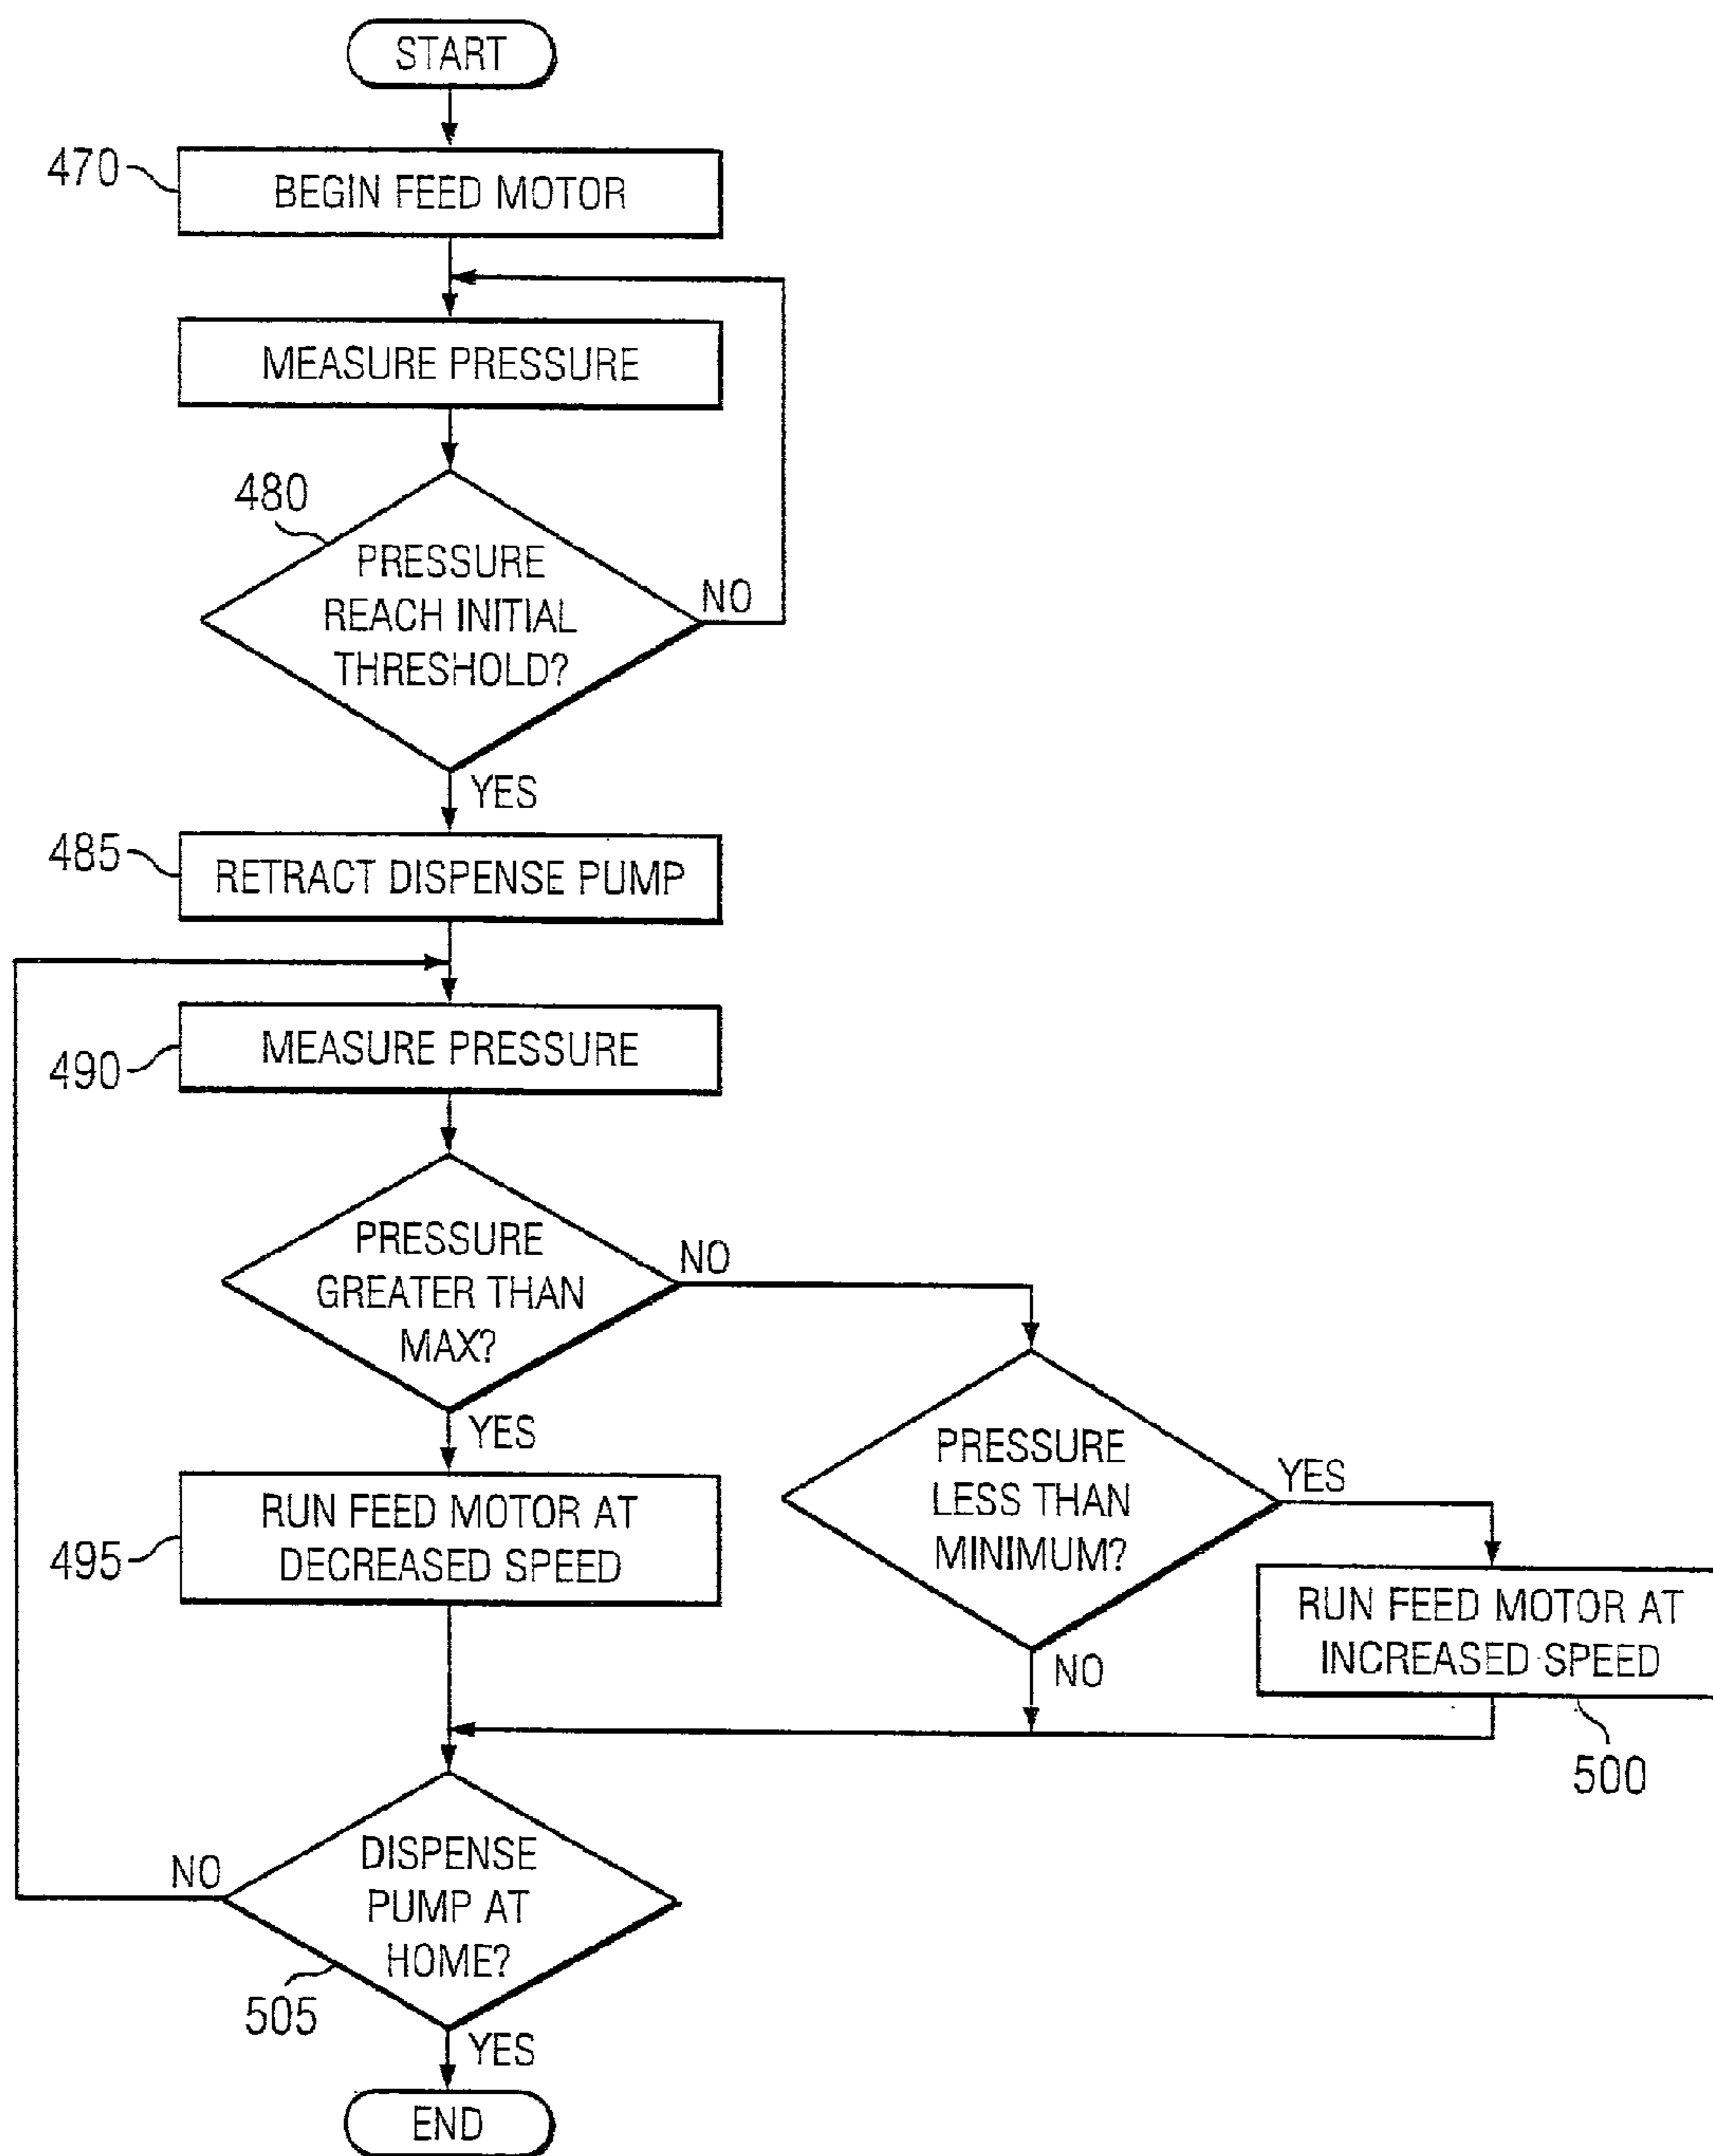 START
470
BEGIN FEED MOTOR
MEASURE PRESSURE
480
PRESSURE
REACH INITIAL
THRESHOLD?
NO
YES
485
RETRACT DISPENSE PUMP
490
MEASURE PRESSURE
PRESSURE
GREATER THAN
MAX?
NO
YES
PRESSURE
LESS THAN
MINIMUM?
YES
NO
495
RUN FEED MOTOR AT
DECREASED SPEED
RUN FEED MOTOR AT
INCREASED SPEED
500
DISPENSE
PUMP AT
HOME?
NO
505
YES
END